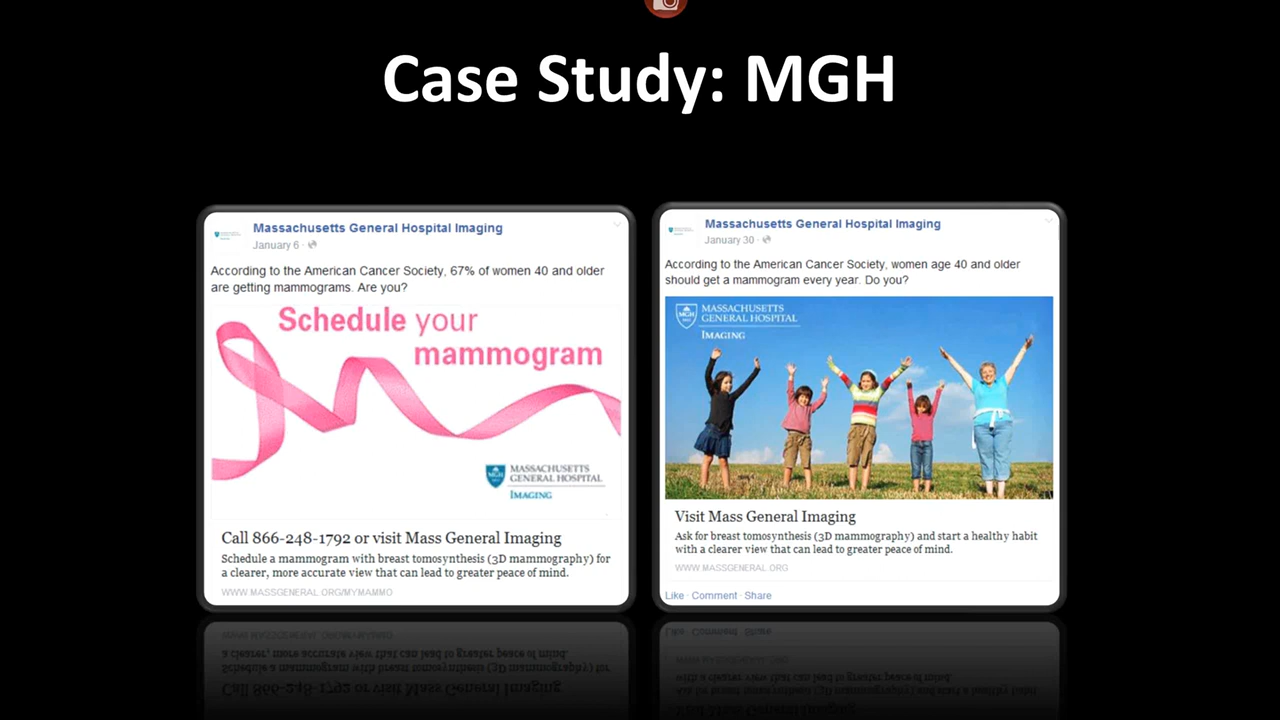 Case Study: MGH
Massachusetts General Hospital Imaging
January 6 ·
According to the American Cancer Society, 67% of women 40 and older
are getting mammograms. Are you?
Schedule your
mammogram
MGH
MASSACHUSETTS
GENERAL HOSPITAL
IMAGING
Call 866-248-1792 or visit Mass General Imaging
Schedule a mammogram with breast tomosynthesis (3D mammography) for
a clearer, more accurate view that can lead to greater peace of mind.
WWW.MASSGENERAL.ORG/MYMAMMO
Massachusetts General Hospital Imaging
January 30 ·
According to the American Cancer Society, women age 40 and older
should get a mammogram every year. Do you?
MGH
MASSACHUSETTS
GENERAL HOSPITAL
IMAGING
Visit Mass General Imaging
Ask for breast tomosynthesis (3D mammography) and start a healthy habit
with a clearer view that can lead to greater peace of mind.
WWW.MASSGENERAL.ORG
Like · Comment · Share